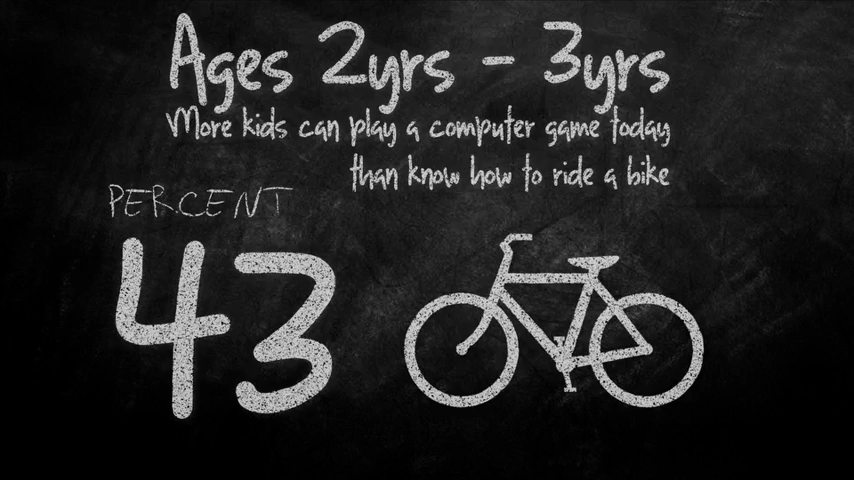 Ages 2yrs - 3yrs
More kids can play a computer game today
than know how to ride a bike
PERCENT
43